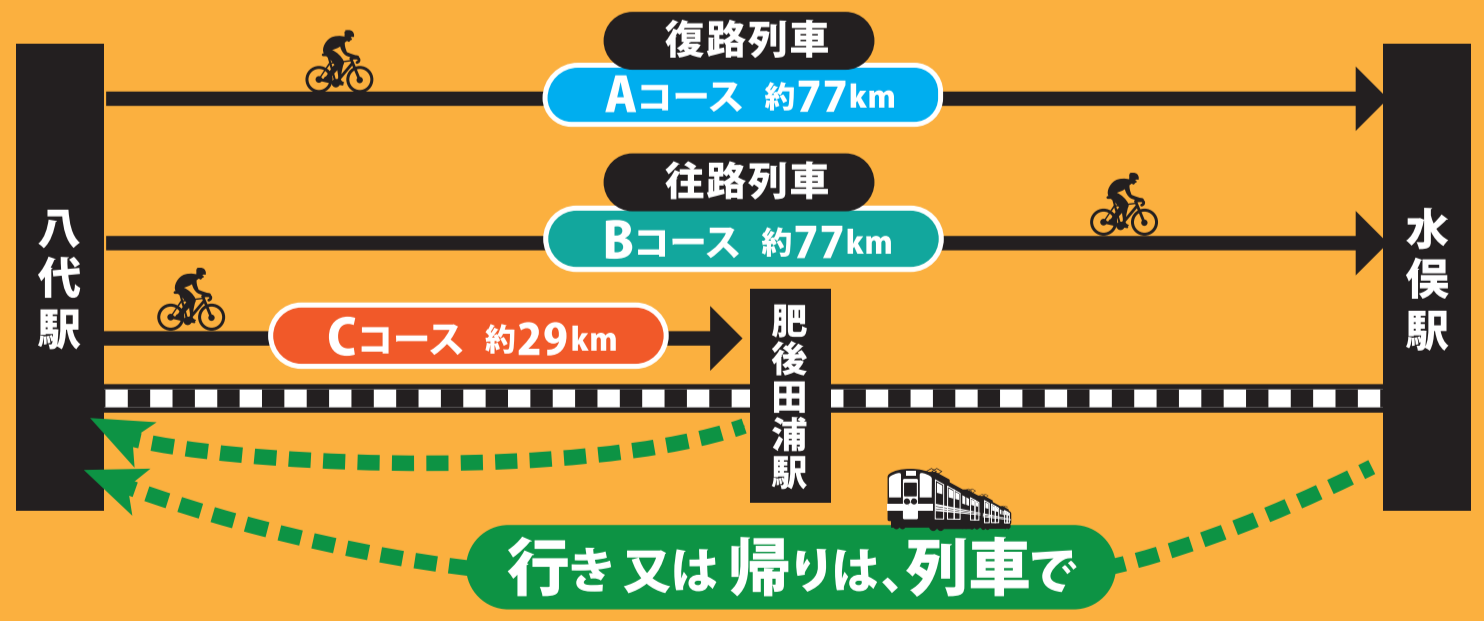 復路列車
Aコース 約77km
往路列車
Bコース 約77km
Cコース 約29km
八代駅
肥後田浦駅
水俣駅
行き又は帰りは、列車で